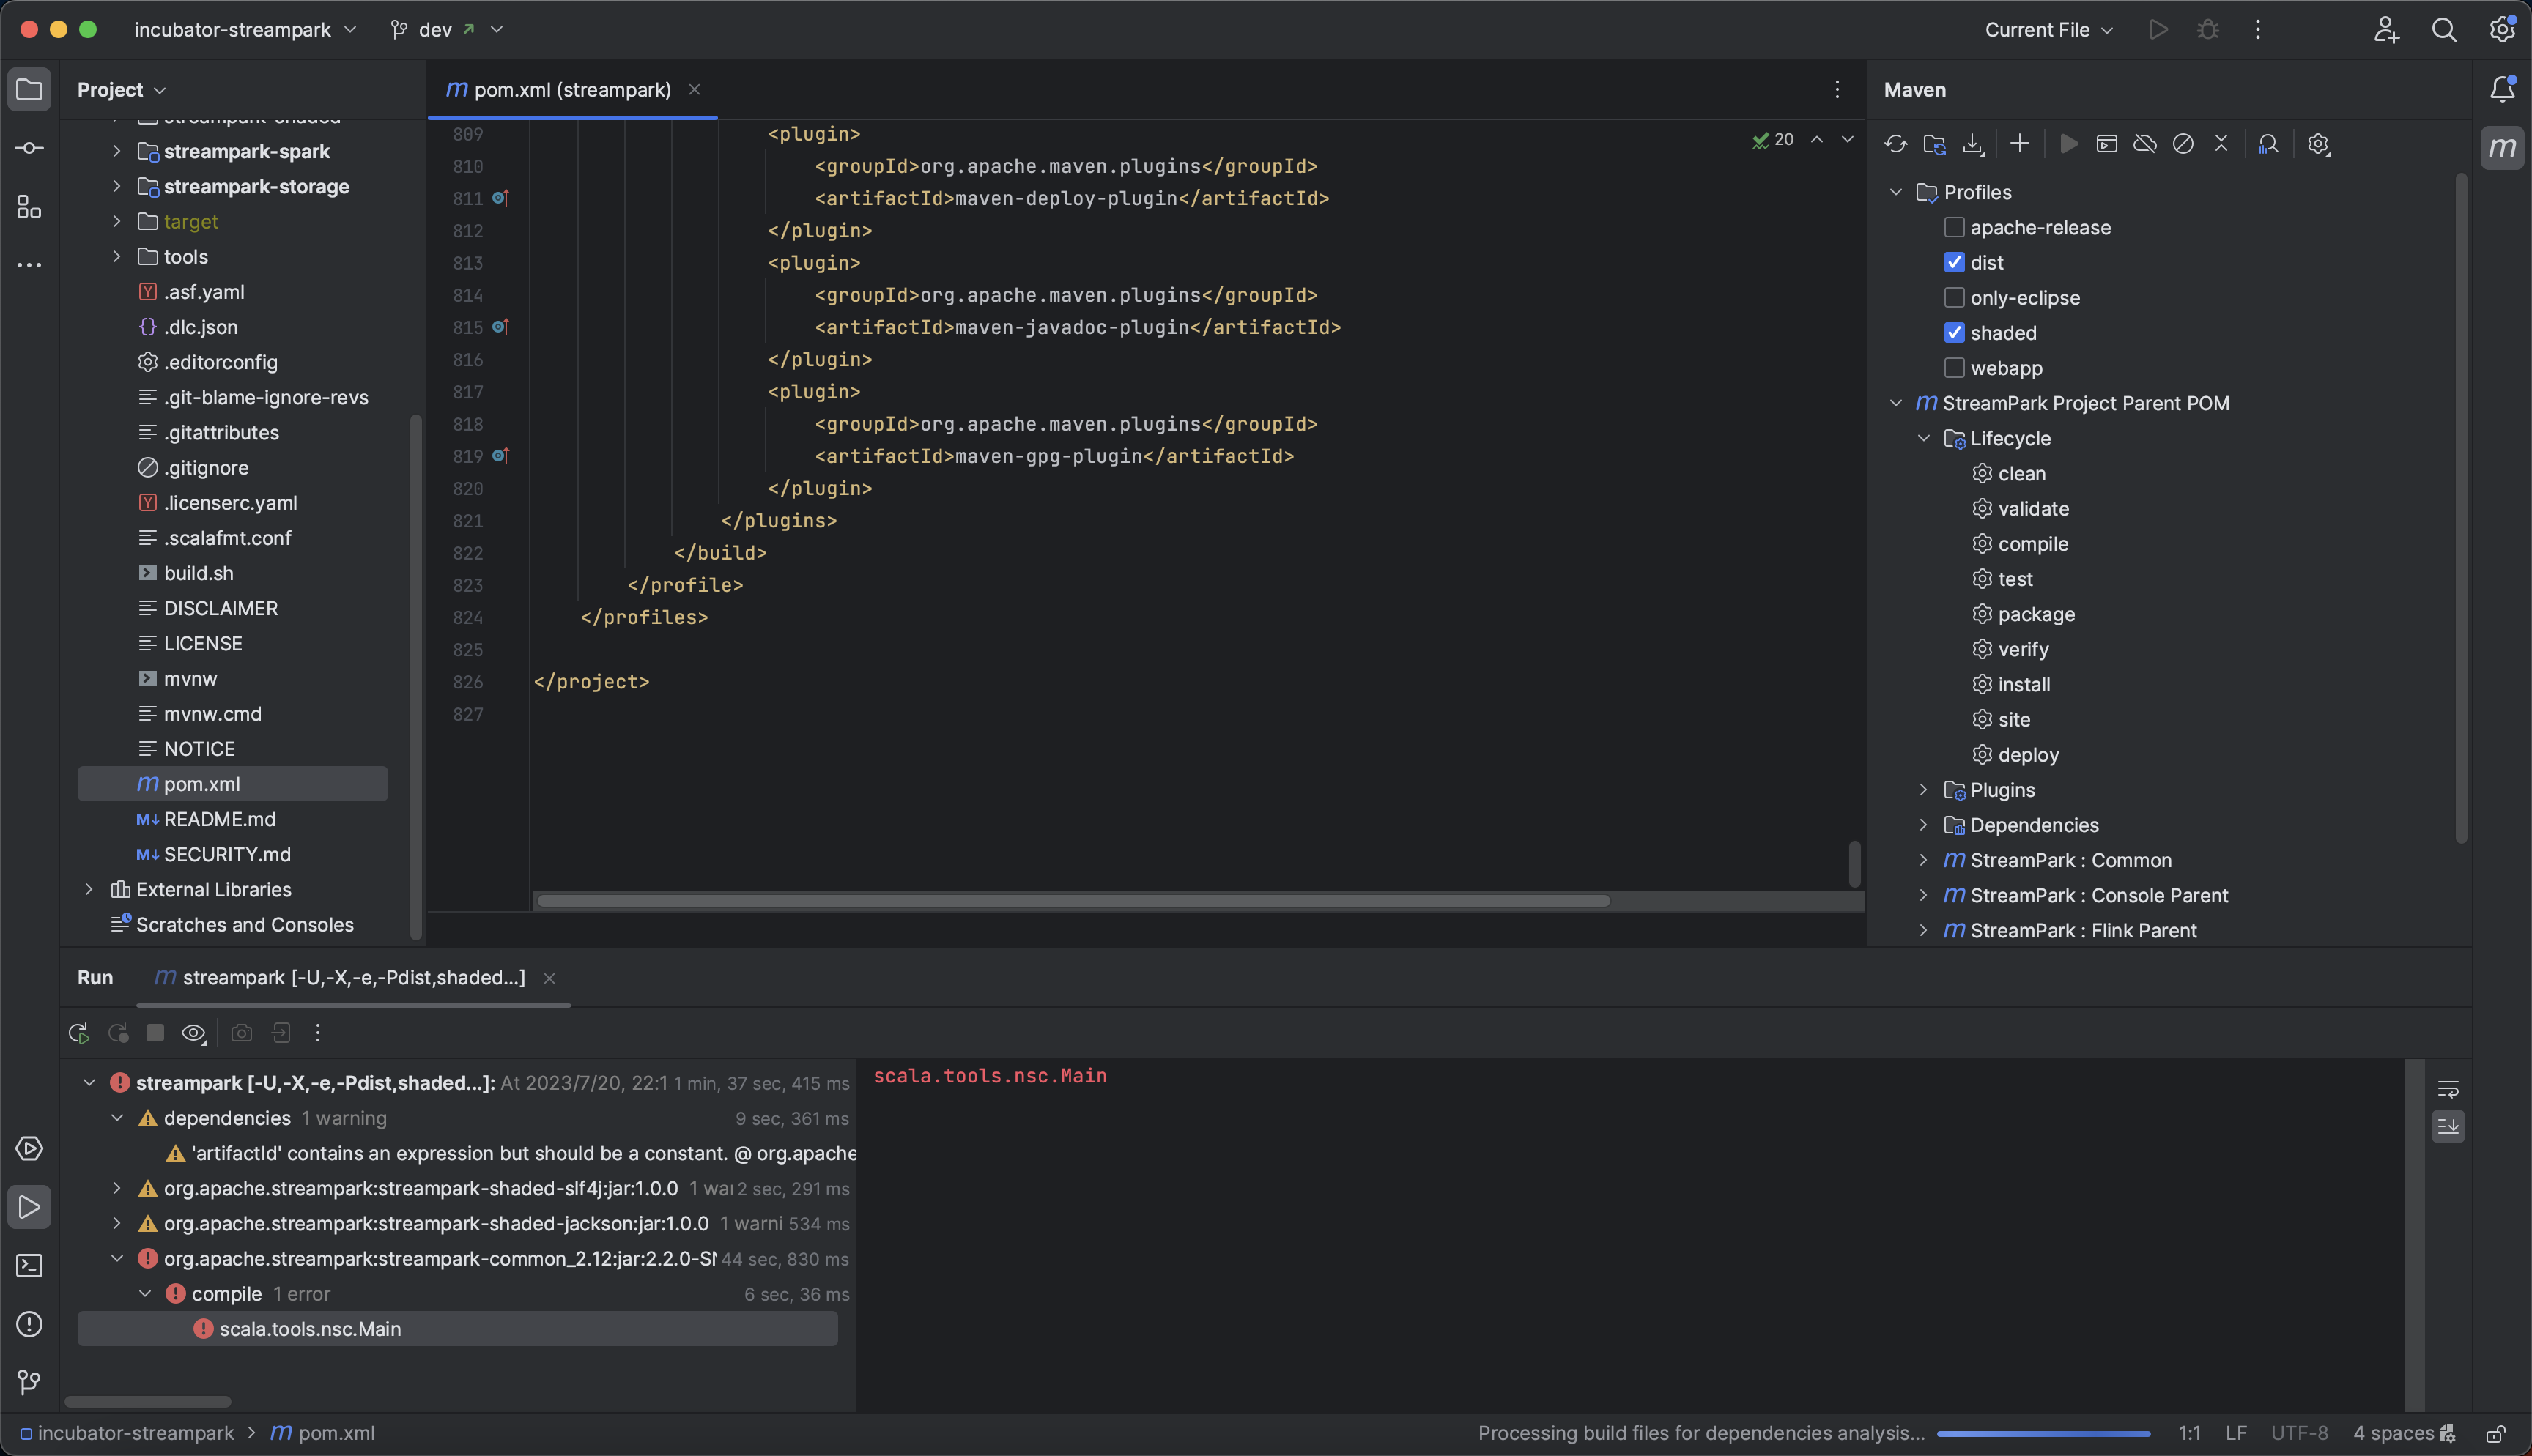 incubator-streampark
dev
Current File
Project
streampark-shaded
streampark-spark
streampark-storage
target
tools
.asf.yaml
.dlc.json
.editorconfig
.git-blame-ignore-revs
.gitattributes
.gitignore
.licenserc.yaml
.scalafmt.conf
build.sh
DISCLAIMER
LICENSE
mvnw
mvnw.cmd
NOTICE
pom.xml
README.md
SECURITY.md
External Libraries
Scratches and Consoles
pom.xml (streampark)
20
809 <plugin>
810 <groupId>org.apache.maven.plugins</groupId>
811 <artifactId>maven-deploy-plugin</artifactId>
812 </plugin>
813 <plugin>
814 <groupId>org.apache.maven.plugins</groupId>
815 <artifactId>maven-javadoc-plugin</artifactId>
816 </plugin>
817 <plugin>
818 <groupId>org.apache.maven.plugins</groupId>
819 <artifactId>maven-gpg-plugin</artifactId>
820 </plugin>
821 </plugins>
822 </build>
823 </profile>
824 </profiles>
825
826 </project>
827
Maven
Profiles
apache-release
dist
only-eclipse
shaded
webapp
StreamPark Project Parent POM
Lifecycle
clean
validate
compile
test
package
verify
install
site
deploy
Plugins
Dependencies
StreamPark : Common
StreamPark : Console Parent
StreamPark : Flink Parent
Run
streampark [-U,-X,-e,-Pdist,shaded...]
streampark [-U,-X,-e,-Pdist,shaded...]: At 2023/7/20, 22:1 1 min, 37 sec, 415 ms
dependencies 1 warning 9 sec, 361 ms
'artifactId' contains an expression but should be a constant. @ org.apache
org.apache.streampark:streampark-shaded-slf4j:jar:1.0.0 1 wa 2 sec, 291 ms
org.apache.streampark:streampark-shaded-jackson:jar:1.0.0 1 warni 534 ms
org.apache.streampark:streampark-common_2.12:jar:2.2.0-S 44 sec, 830 ms
compile 1 error 6 sec, 36 ms
scala.tools.nsc.Main
scala.tools.nsc.Main
incubator-streampark > pom.xml
Processing build files for dependencies analysis...
1:1 LF UTF-8 4 spaces